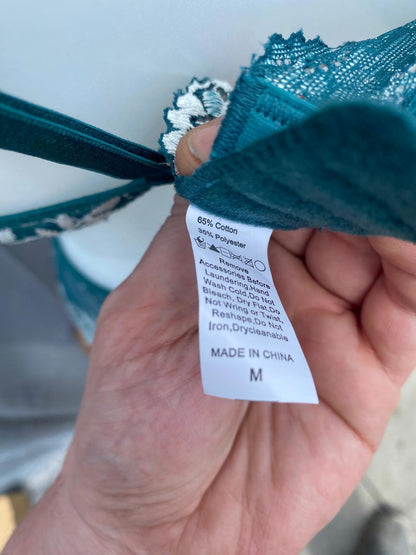 65% Cotton
35% Polyester
Remove
Accessories Before
Laundering,Hand
Wash Cold,Do Not
Bleach, Dry Flat,Do
Not Wring or Twist
Reshape,Do Not
Iron,Drycleanable
MADE IN CHINA
M